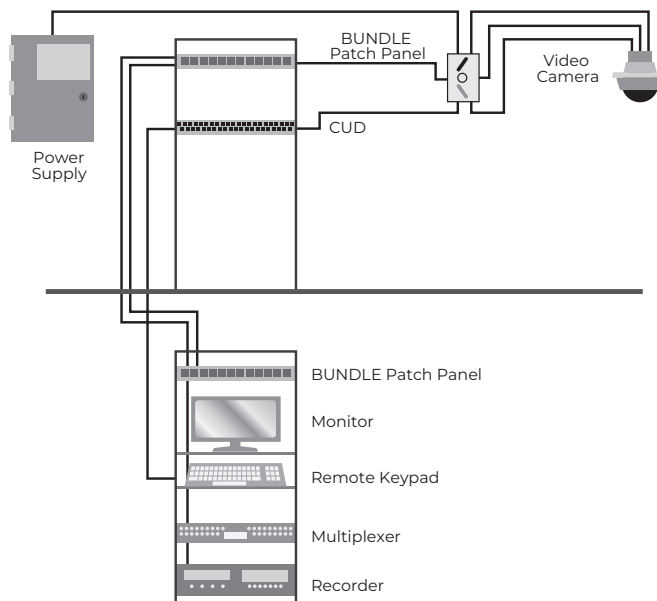 BUNDLE
Patch Panel
Video
Camera
CUD
Power
Supply
BUNDLE Patch Panel
Monitor
Remote Keypad
Multiplexer
Recorder